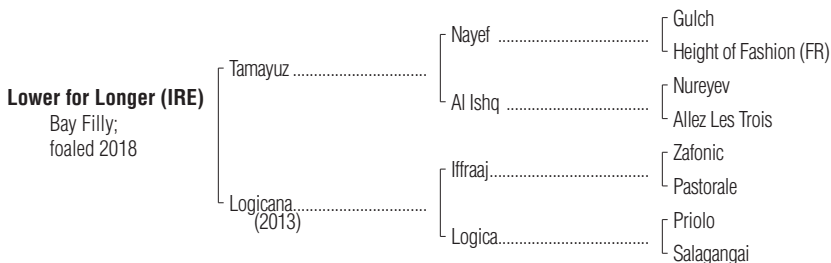 Lower for Longer (IRE)
Bay Filly;
foaled 2018
Tamayuz
Logicana
(2013)
Nayef
Al Ishq
Iffraaj
Logica
Gulch
Height of Fashion (FR)
Nureyev
Allez Les Trois
Zafonic
Pastorale
Priolo
Salagangai